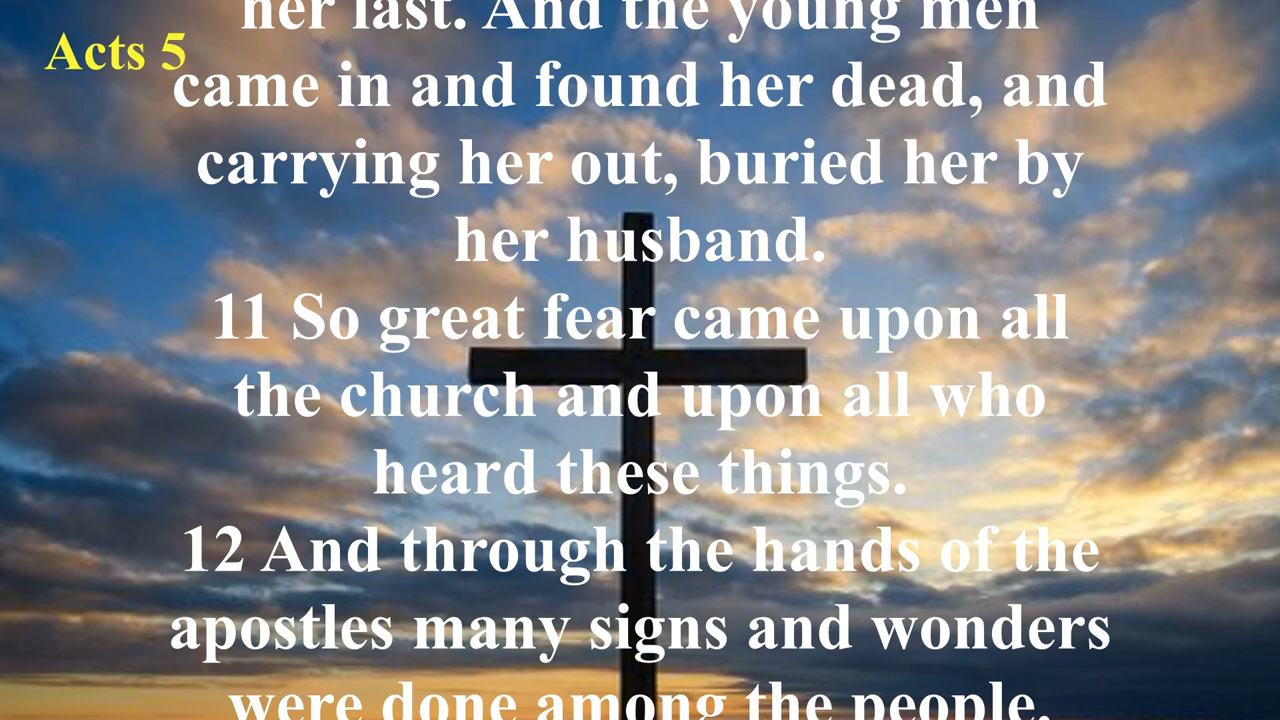 her last. And the young men
Acts 5
came in and found her dead, and
carrying her out, buried her by
her husband.
11 So great fear came upon all
the church and upon all who
heard these things.
12 And through the hands of the
apostles many signs and wonders
were done among the people.